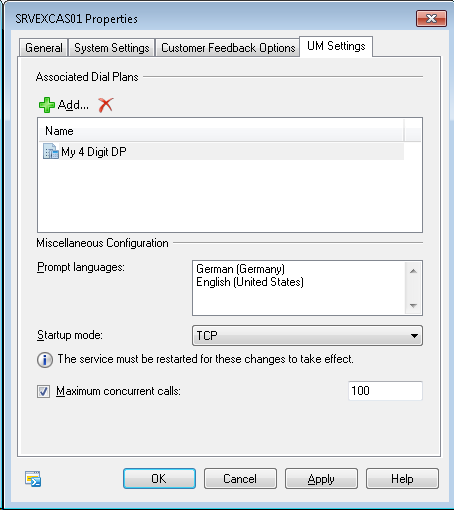 SRVEXCAS01 Properties
General System Settings Customer Feedback Options UM Settings
Associated Dial Plans
Add...
Name
My 4 Digit DP
Miscellaneous Configuration
Prompt languages:
German (Germany)
English (United States)
Startup mode: TCP
The service must be restarted for these changes to take effect.
Maximum concurrent calls: 100
OK Cancel Apply Help